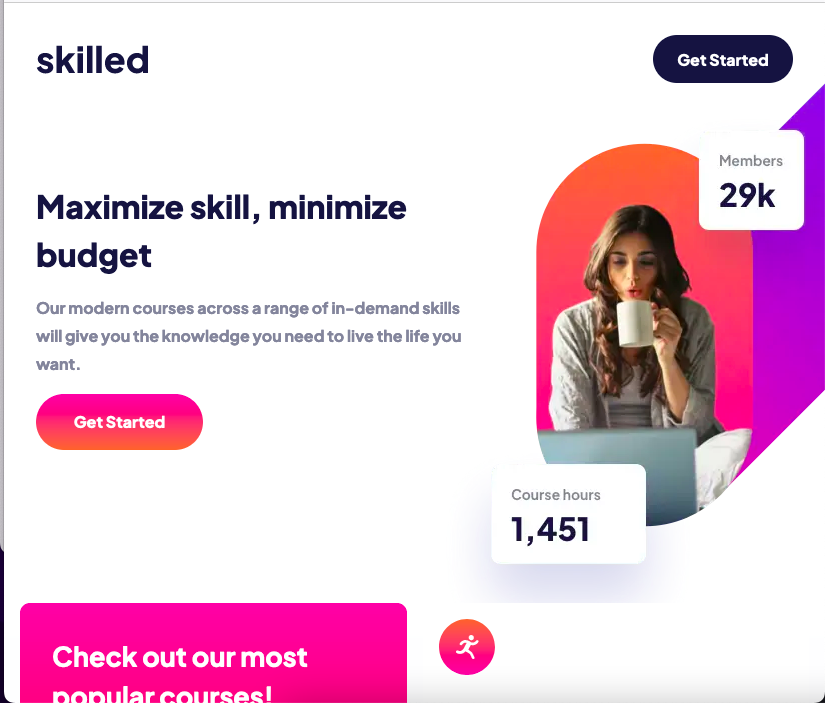 skilled
Get Started
Maximize skill, minimize
budget
Our modern courses across a range of in-demand skills
will give you the knowledge you need to live the life you
want.
Get Started
Members
29k
Course hours
1,451
Check out our most
popular courses!